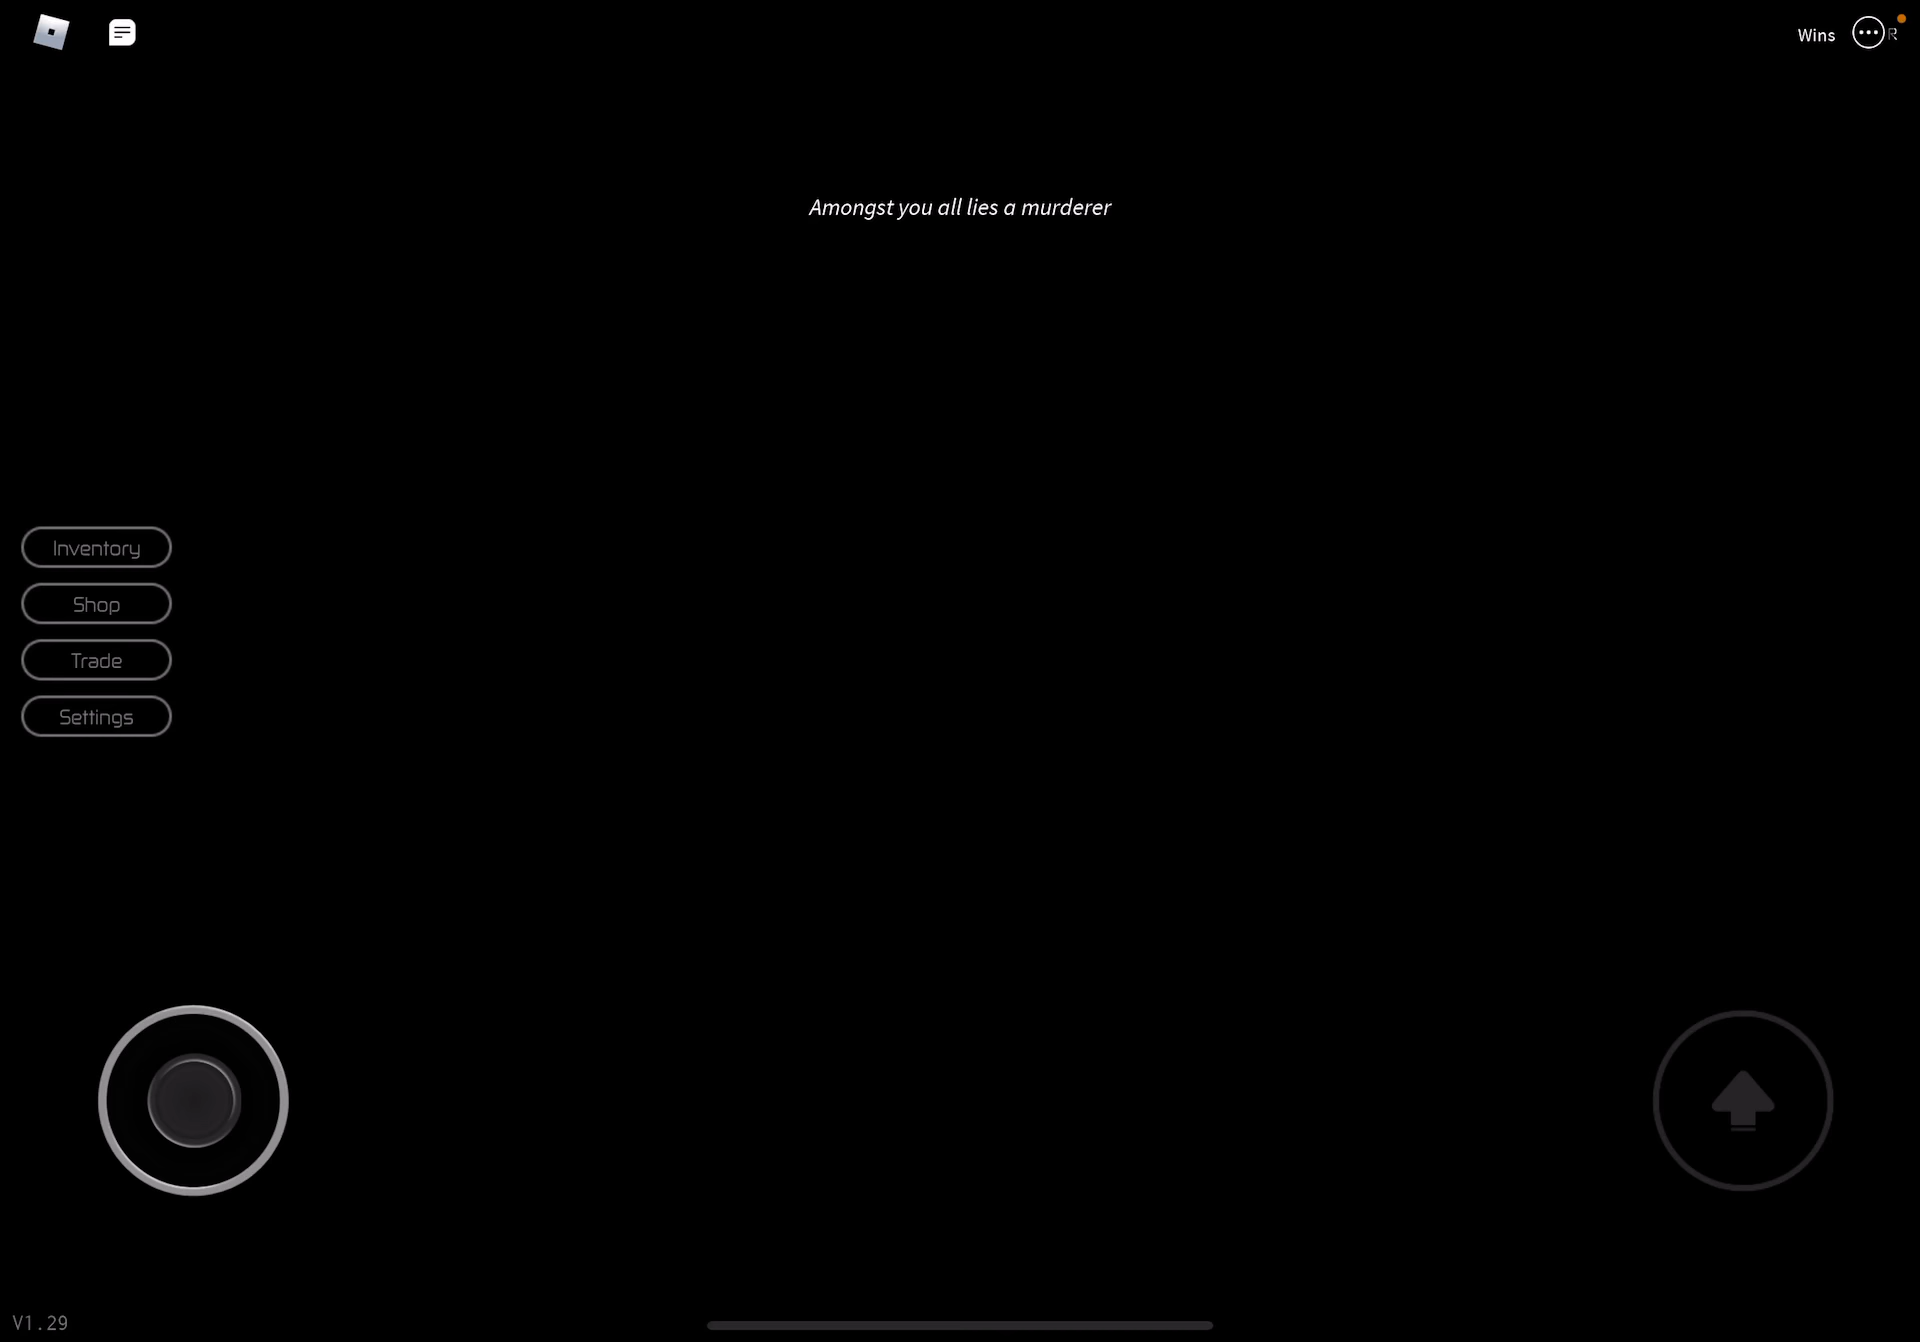 Wins
R
Amongst you all lies a murderer
Inventory
Shop
Trade
Settings
V1.29